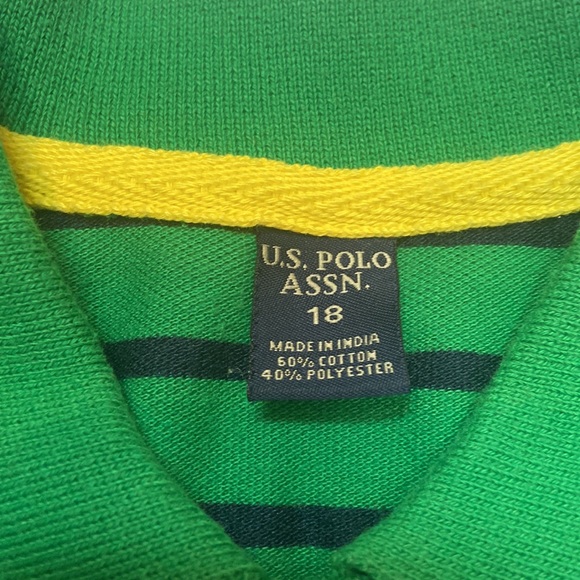 U.S. POLO
ASSN.
18
MADE IN INDIA
60% COTTON
40% POLYESTER